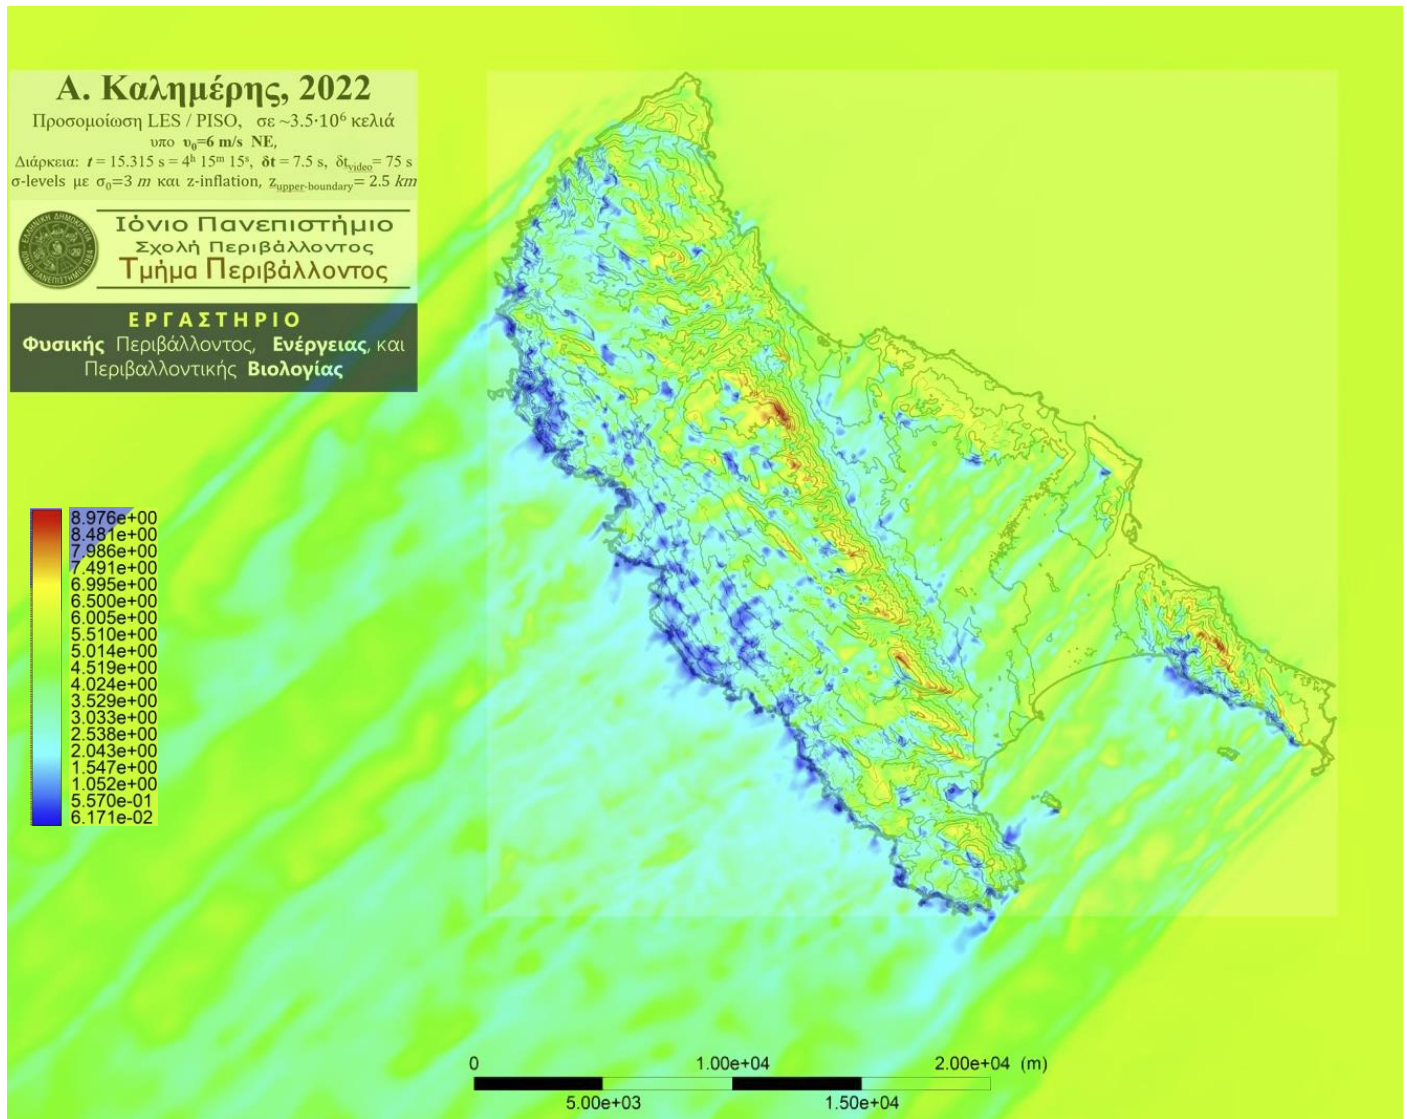 Α. Καλημέρης, 2022
Προσομοίωση LES / PISO, σε ~3.5·10⁶ κελιά
υπο υ₀=6 m/s NE,
Διάρκεια: t = 15.315 s = 4ʰ 15ᵐ 15ˢ, δt = 7.5 s, δt_video= 75 s
σ-levels με σ₀=3 m και z-inflation, z_upper-boundary= 2.5 km
Ιόνιο Πανεπιστήμιο
Σχολή Περιβάλλοντος
Τμήμα Περιβάλλοντος
ΕΡΓΑΣΤΗΡΙΟ
Φυσικής Περιβάλλοντος, Ενέργειας, και
Περιβαλλοντικής Βιολογίας
8.976e+00
8.481e+00
7.986e+00
7.491e+00
6.995e+00
6.500e+00
6.005e+00
5.510e+00
5.014e+00
4.519e+00
4.024e+00
3.529e+00
3.033e+00
2.538e+00
2.043e+00
1.547e+00
1.052e+00
5.570e-01
6.171e-02
0 1.00e+04 2.00e+04 (m)
5.00e+03 1.50e+04